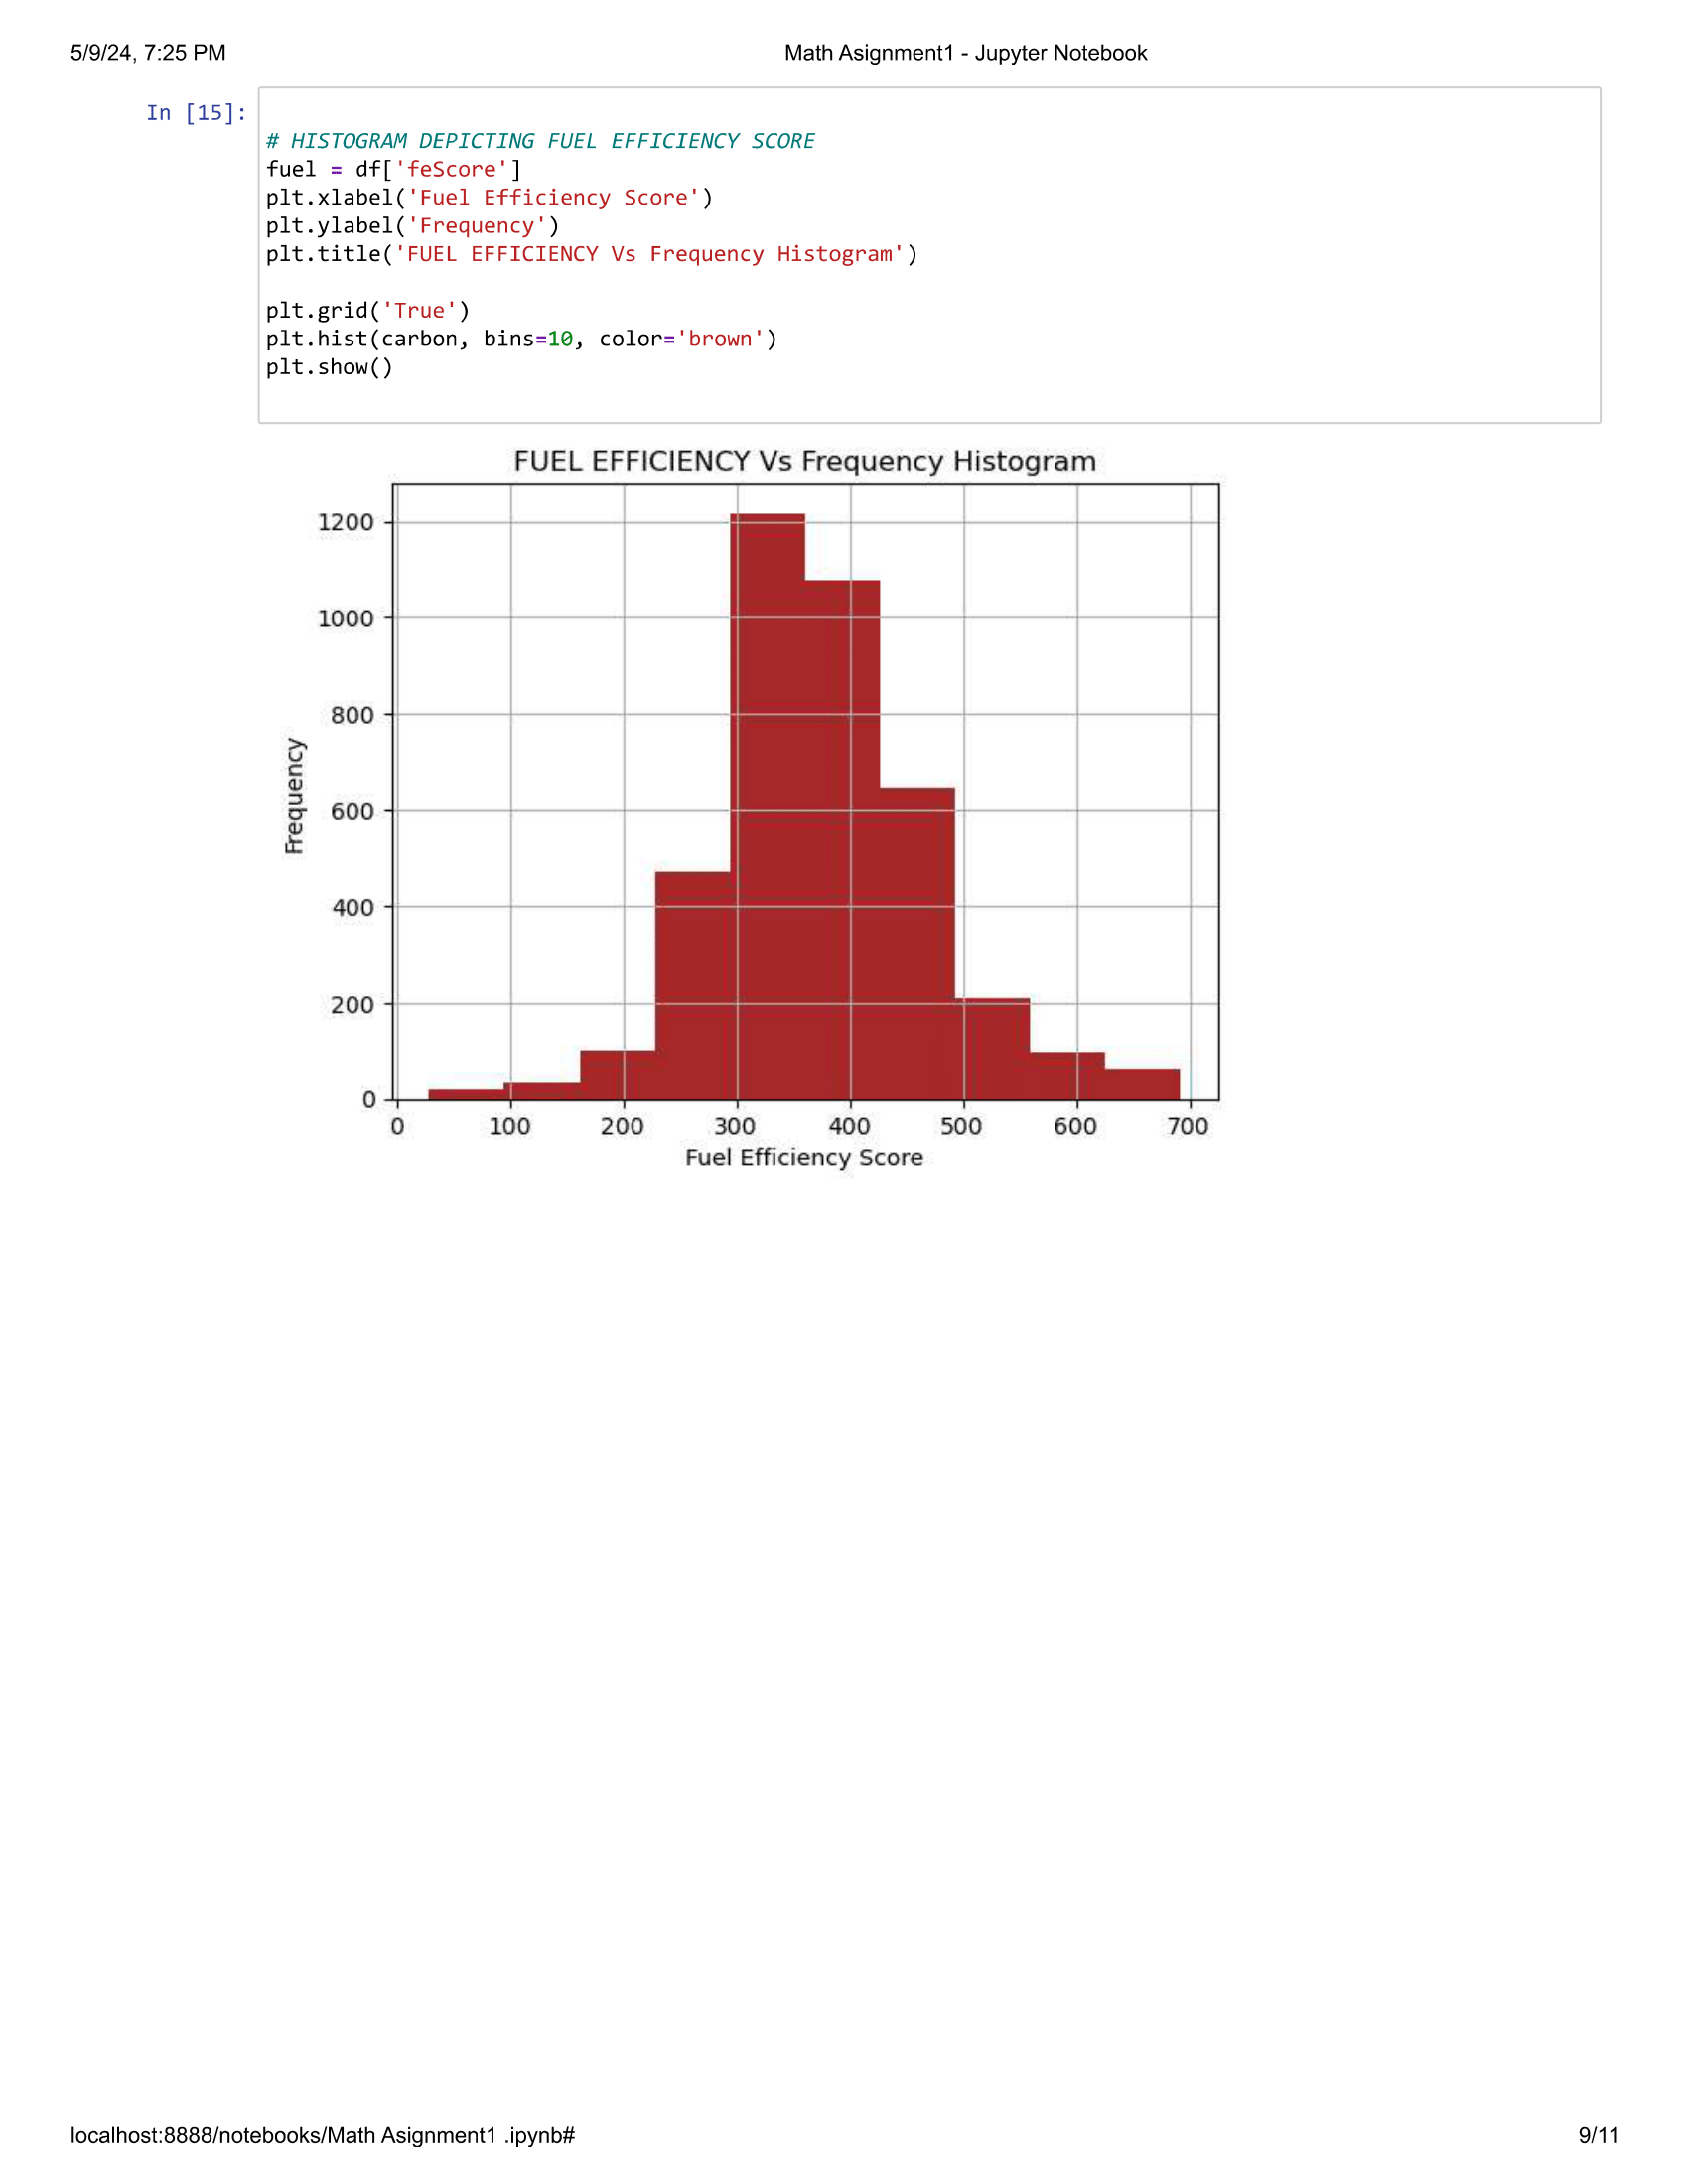 5/9/24, 7:25 PM
Math Asignment1 - Jupyter Notebook
In [15]:
# HISTOGRAM DEPICTING FUEL EFFICIENCY SCORE
fuel = df['feScore']
plt.xlabel('Fuel Efficiency Score')
plt.ylabel('Frequency')
plt.title('FUEL EFFICIENCY Vs Frequency Histogram')
plt.grid('True')
plt.hist(carbon, bins=10, color='brown')
plt.show()
FUEL EFFICIENCY Vs Frequency Histogram
1200
1000
800
600
400
200
0
Frequency
0 100 200 300 400 500 600 700
Fuel Efficiency Score
localhost:8888/notebooks/Math Asignment1 .ipynb#
9/11